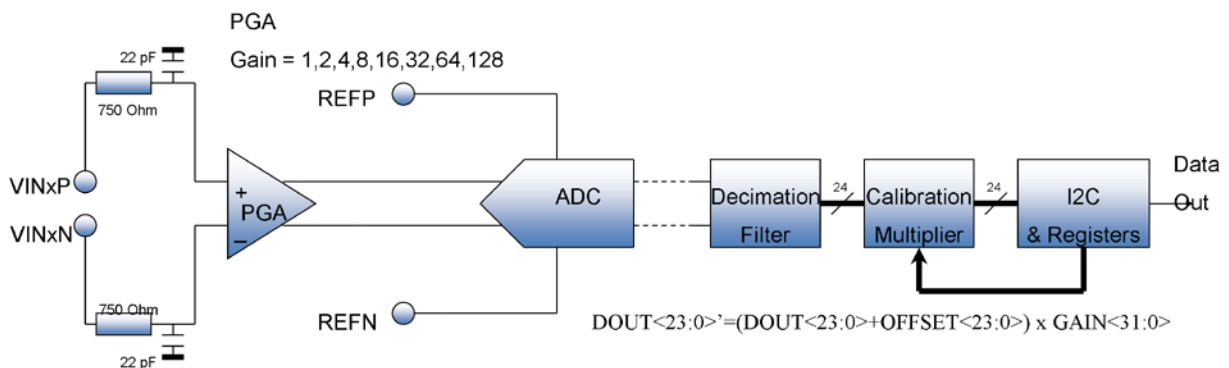 PGA
Gain = 1,2,4,8,16,32,64,128
22 pF
750 Ohm
REFP
VINxP
VINxN
+
PGA
−
ADC
Decimation
Filter
24
Calibration
Multiplier
24
I2C
& Registers
Data
Out
750 Ohm
22 pF
REFN
DOUT<23:0>'=(DOUT<23:0>+OFFSET<23:0>) x GAIN<31:0>